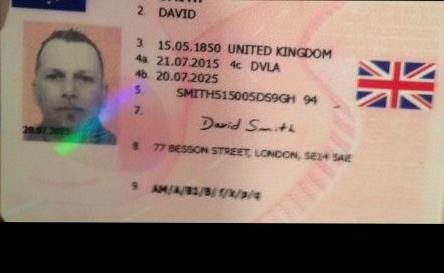 2. DAVID
3. 15.05.1850 UNITED KINGDOM
4a. 21.07.2015 4c. DVLA
4b. 20.07.2025
5. SMITH515005DS9GH 94
7. David Smith
8. 77 BESSON STREET, LONDON, SE14 5AE
9. AM/A/B1/B/f/k/p/q
20.07.2025